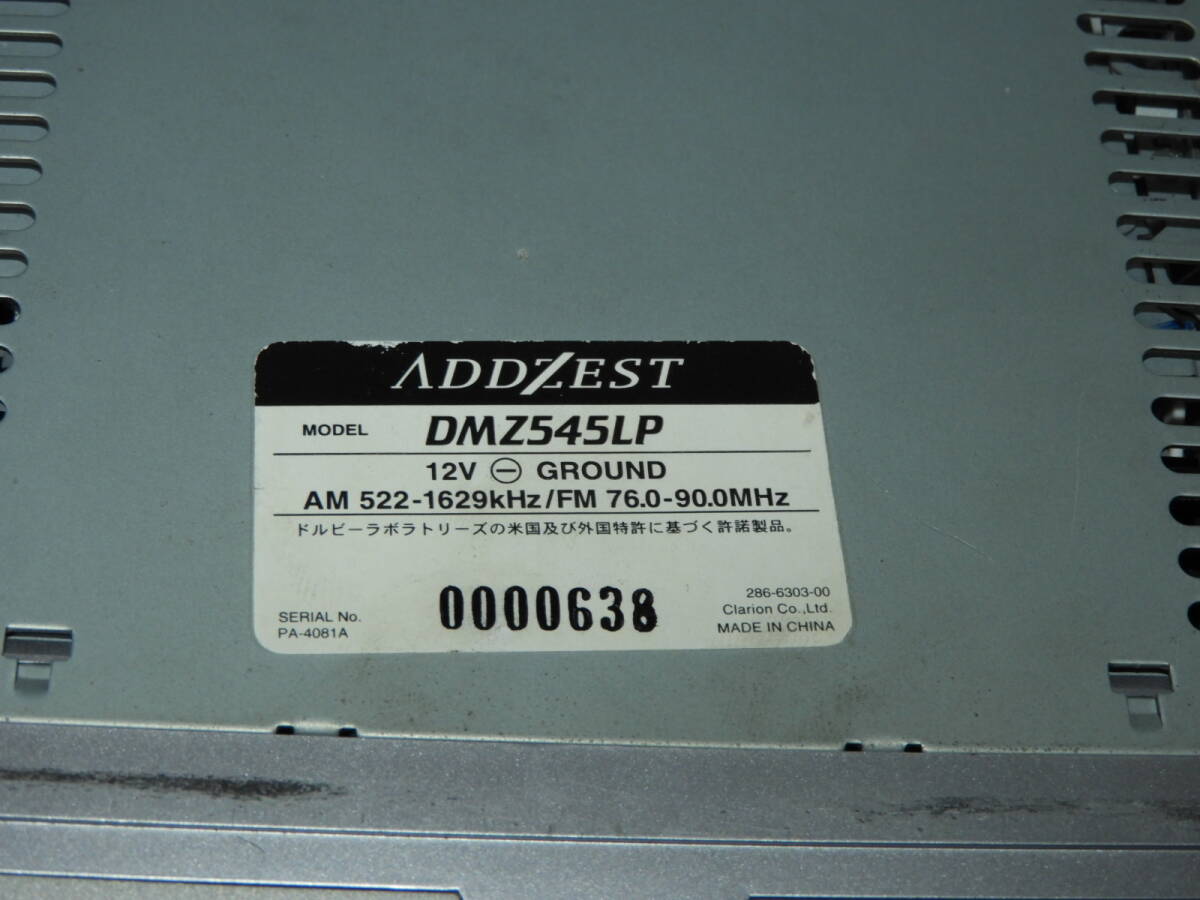 ADDZEST
MODEL DMZ545LP
12V ⊖ GROUND
AM 522-1629kHz/FM 76.0-90.0MHz
ドルビーラボラトリーズの米国及び外国特許に基づく許諾製品。
SERIAL No.
PA-4081A
0000638
286-6303-00
Clarion Co.,Ltd.
MADE IN CHINA